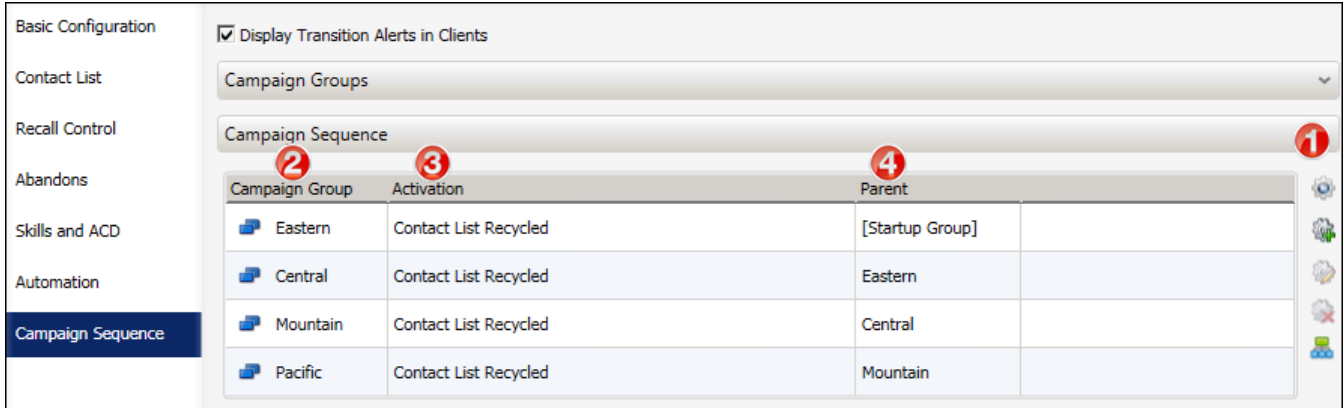 Basic Configuration
Contact List
Recall Control
Abandons
Skills and ACD
Automation
Campaign Sequence
Display Transition Alerts in Clients
Campaign Groups
Campaign Sequence
1
2 3 4
Campaign Group Activation Parent
Eastern Contact List Recycled [Startup Group]
Central Contact List Recycled Eastern
Mountain Contact List Recycled Central
Pacific Contact List Recycled Mountain